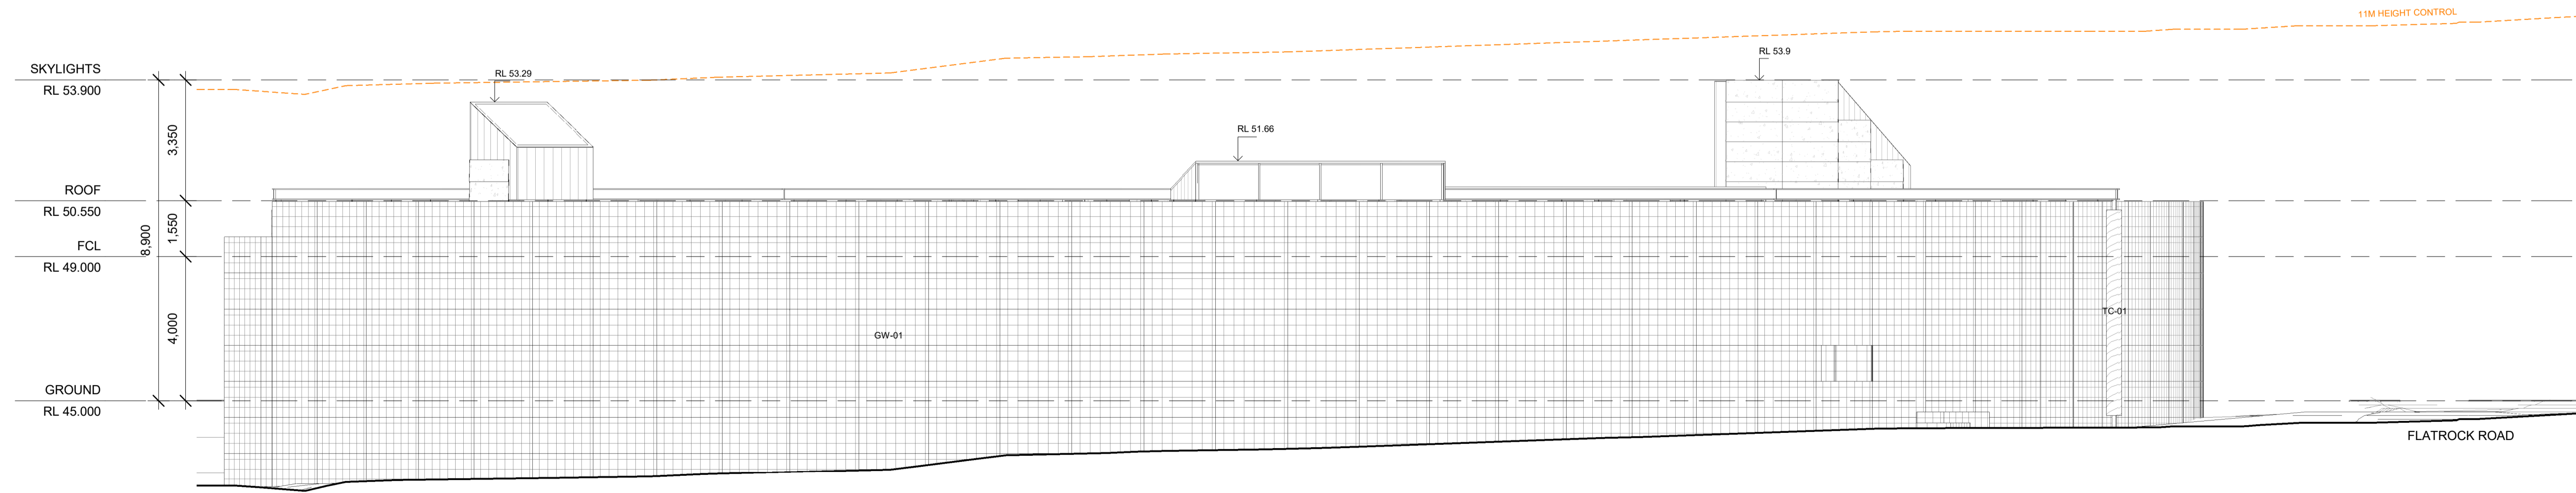 11M HEIGHT CONTROL
SKYLIGHTS
RL 53.900
RL 53.29
RL 53.9
RL 51.66
3,350
ROOF
RL 50.550
1,550
8,900
FCL
RL 49.000
4,000
GW-01
TC-01
GROUND
RL 45.000
FLATROCK ROAD